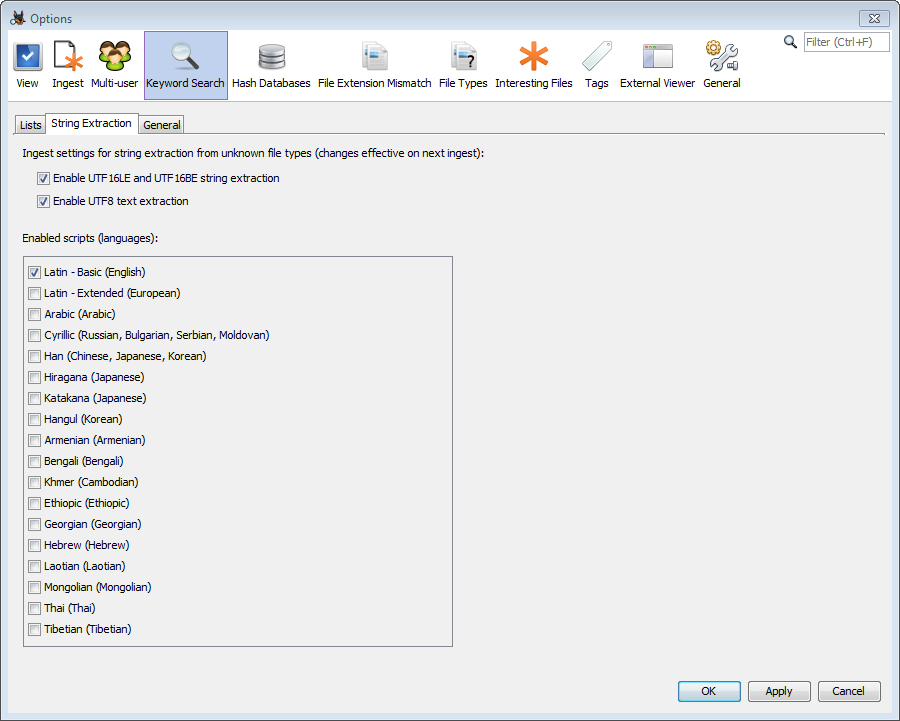 Options
Filter (Ctrl+F)
View Ingest Multi-user Keyword Search Hash Databases File Extension Mismatch File Types Interesting Files Tags External Viewer General
Lists String Extraction General
Ingest settings for string extraction from unknown file types (changes effective on next ingest):
Enable UTF16LE and UTF16BE string extraction
Enable UTF8 text extraction
Enabled scripts (languages):
Latin - Basic (English)
Latin - Extended (European)
Arabic (Arabic)
Cyrillic (Russian, Bulgarian, Serbian, Moldovan)
Han (Chinese, Japanese, Korean)
Hiragana (Japanese)
Katakana (Japanese)
Hangul (Korean)
Armenian (Armenian)
Bengali (Bengali)
Khmer (Cambodian)
Ethiopic (Ethiopic)
Georgian (Georgian)
Hebrew (Hebrew)
Laotian (Laotian)
Mongolian (Mongolian)
Thai (Thai)
Tibetian (Tibetian)
OK Apply Cancel